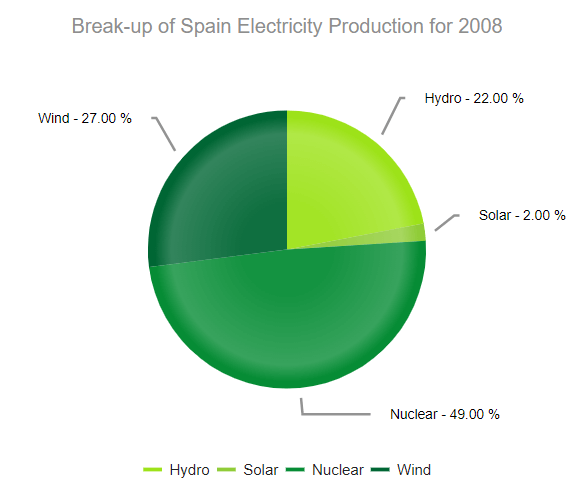 Break-up of Spain Electricity Production for 2008
Hydro - 22.00 %
Wind - 27.00 %
Solar - 2.00 %
Nuclear - 49.00 %
Hydro Solar Nuclear Wind